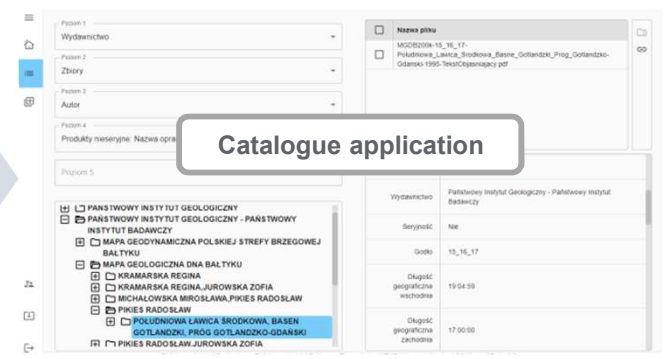 Poziom 1
Wydawnictwo
Poziom 2
Zbiory
Poziom 3
Autor
Poziom 4
Produkty nieseryjne: Nazwa opra
Poziom 5
PAŃSTWOWY INSTYTUT GEOLOGICZNY
PAŃSTWOWY INSTYTUT GEOLOGICZNY - PAŃSTWOWY
INSTYTUT BADAWCZY
MAPA GEODYNAMICZNA POLSKIEJ STREFY BRZEGOWEJ
BAŁTYKU
MAPA GEOLOGICZNA DNA BAŁTYKU
KRAMARSKA REGINA
KRAMARSKA REGINA,JUROWSKA ZOFIA
MICHAŁOWSKA MIROSŁAWA,PIKIES RADOSŁAW
PIKIES RADOSŁAW
POŁUDNIOWA ŁAWICA ŚRODKOWA, BASEN
GOTLANDZKI, PRÓG GOTLANDZKO-GDAŃSKI
PIKIES RADOSŁAW,JUROWSKA ZOFIA
Catalogue application
Nazwa pliku
MGDB200k-15_16_17-
Poludniowa_Lawica_Srodkowa_Basne_Gotlandzki_Prog_Gotlandzko-
Gdanski-1995-TekstObjasniajacy.pdf
Wydawnictwo
Państwowy Instytut Geologiczny - Państwowy Instytut
Badawczy
Seryjność
Nie
Godło
15_16_17
Długość
geograficzna
wschodnia
19:04:59
Długość
geograficzna
zachodnia
17:00:00